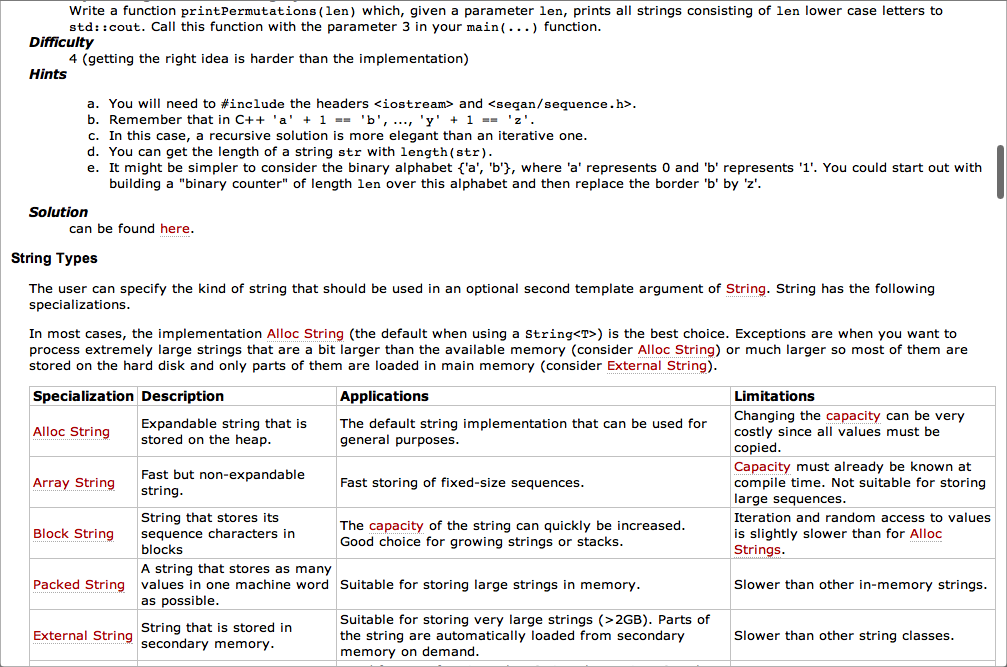 Write a function printPermutations(len) which, given a parameter len, prints all strings consisting of len lower case letters to
std::cout. Call this function with the parameter 3 in your main(...) function.
Difficulty
4 (getting the right idea is harder than the implementation)
Hints
a. You will need to #include the headers <iostream> and <seqan/sequence.h>.
b. Remember that in C++ 'a' + 1 == 'b', ..., 'y' + 1 == 'z'.
c. In this case, a recursive solution is more elegant than an iterative one.
d. You can get the length of a string str with length(str).
e. It might be simpler to consider the binary alphabet {'a', 'b'}, where 'a' represents 0 and 'b' represents '1'. You could start out with
building a "binary counter" of length len over this alphabet and then replace the border 'b' by 'z'.
Solution
can be found here.
String Types
The user can specify the kind of string that should be used in an optional second template argument of String. String has the following
specializations.
In most cases, the implementation Alloc String (the default when using a String<T>) is the best choice. Exceptions are when you want to
process extremely large strings that are a bit larger than the available memory (consider Alloc String) or much larger so most of them are
stored on the hard disk and only parts of them are loaded in main memory (consider External String).
Specialization Description Applications Limitations
Alloc String
Expandable string that is
stored on the heap.
The default string implementation that can be used for
general purposes.
Changing the capacity can be very
costly since all values must be
copied.
Array String
Fast but non-expandable
string.
Fast storing of fixed-size sequences.
Capacity must already be known at
compile time. Not suitable for storing
large sequences.
Block String
String that stores its
sequence characters in
blocks
The capacity of the string can quickly be increased.
Good choice for growing strings or stacks.
Iteration and random access to values
is slightly slower than for Alloc
Strings.
Packed String
A string that stores as many
values in one machine word
as possible.
Suitable for storing large strings in memory.
Slower than other in-memory strings.
External String
String that is stored in
secondary memory.
Suitable for storing very large strings (>2GB). Parts of
the string are automatically loaded from secondary
memory on demand.
Slower than other string classes.